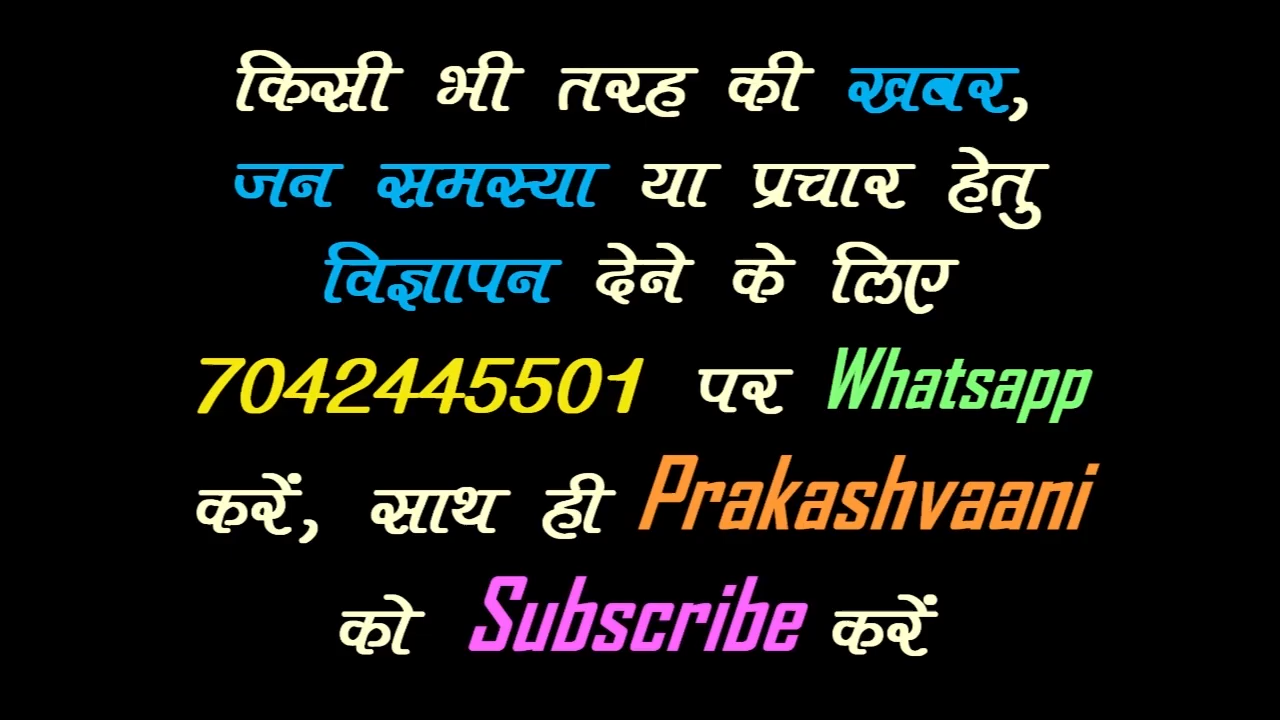 किसी भी तरह की खबर,
जन समस्या या प्रचार हेतु
विज्ञापन देने के लिए
7042445501 पर Whatsapp
करें, साथ ही Prakashvaani
को Subscribe करें